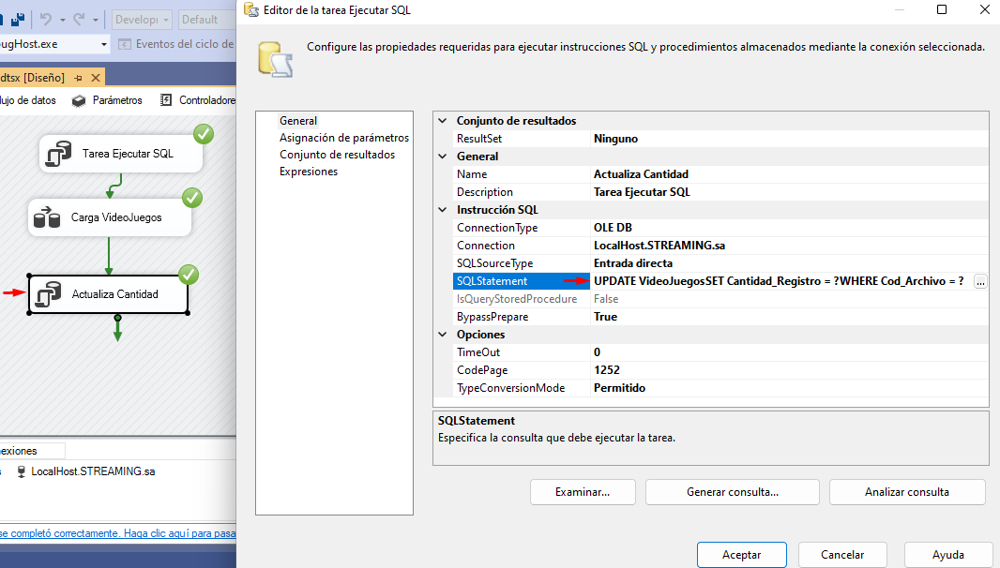 Editor de la tarea Ejecutar SQL
Configure las propiedades requeridas para ejecutar instrucciones SQL y procedimientos almacenados mediante la conexión seleccionada.
Developi
Default
ugHost.exe
Eventos del ciclo de
dtsx [Diseño]
lujo de datos
Parámetros
Controladore
Tarea Ejecutar SQL
Carga VideoJuegos
Actualiza Cantidad
exiones
LocalHost.STREAMING.sa
se completó correctamente. Haga clic aquí para pasa
General
Asignación de parámetros
Conjunto de resultados
Expresiones
Conjunto de resultados
ResultSet Ninguno
General
Name Actualiza Cantidad
Description Tarea Ejecutar SQL
Instrucción SQL
ConnectionType OLE DB
Connection LocalHost.STREAMING.sa
SQLSourceType Entrada directa
SQLStatement UPDATE VideoJuegosSET Cantidad_Registro = ?WHERE Cod_Archivo = ? ...
IsQueryStoredProcedure False
BypassPrepare True
Opciones
TimeOut 0
CodePage 1252
TypeConversionMode Permitido
SQLStatement
Especifica la consulta que debe ejecutar la tarea.
Examinar...
Generar consulta...
Analizar consulta
Aceptar
Cancelar
Ayuda